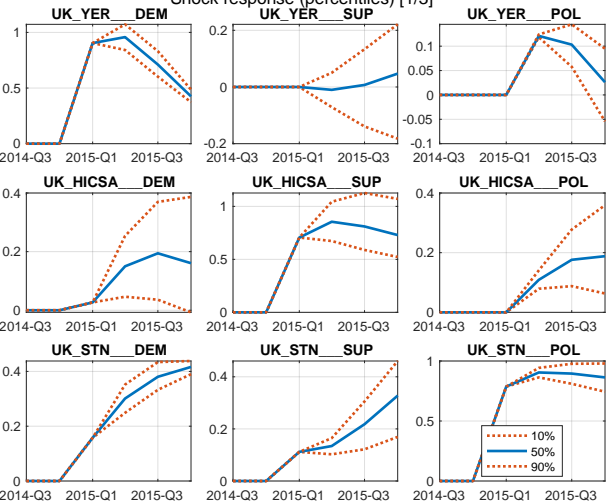 Shock response (percentiles) [1/3]
UK_YER___DEM
UK_YER___SUP
UK_YER___POL
1
0.5
0
2014-Q3 2015-Q1 2015-Q3
0.2
0
-0.2
2014-Q3 2015-Q1 2015-Q3
0.1
0.05
0
-0.05
-0.1
2014-Q3 2015-Q1 2015-Q3
UK_HICSA___DEM
UK_HICSA___SUP
UK_HICSA___POL
0.4
0.2
0
2014-Q3 2015-Q1 2015-Q3
1
0.5
0
2014-Q3 2015-Q1 2015-Q3
0.4
0.2
0
2014-Q3 2015-Q1 2015-Q3
UK_STN___DEM
UK_STN___SUP
UK_STN___POL
0.4
0.2
0
2014-Q3 2015-Q1 2015-Q3
0.4
0.2
0
2014-Q3 2015-Q1 2015-Q3
1
0.5
0
2014-Q3 2015-Q1 2015-Q3
10%
50%
90%